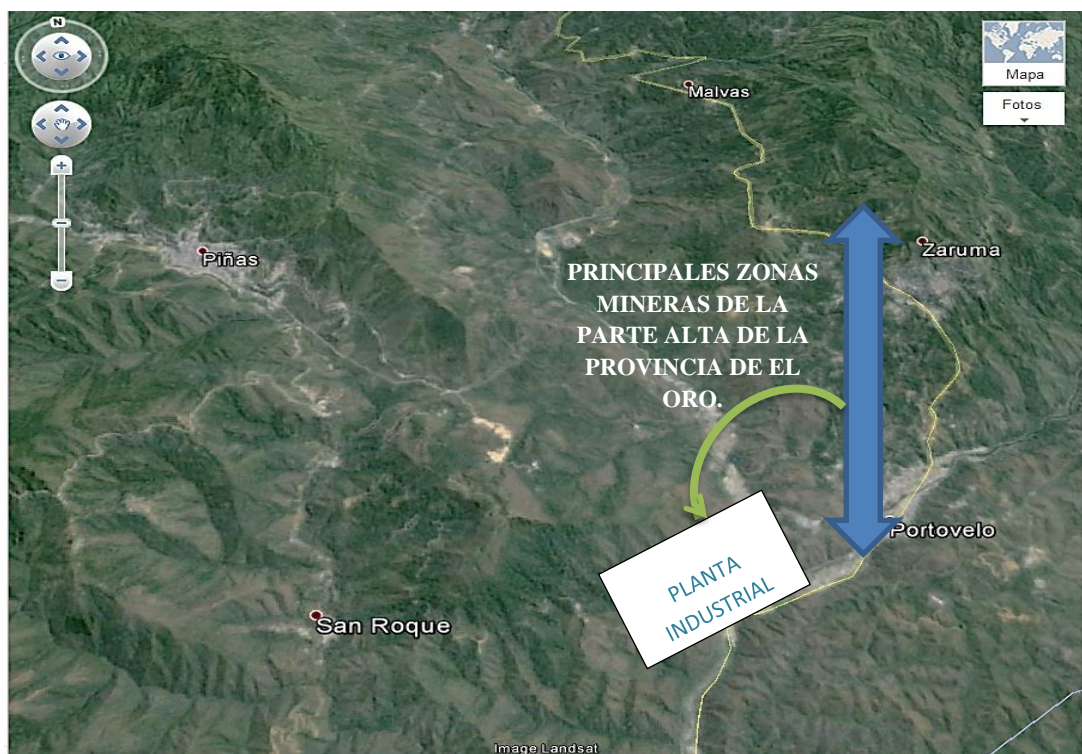 N
Mapa
Fotos
Malvas
Piñas
Zaruma
PRINCIPALES ZONAS
MINERAS DE LA
PARTE ALTA DE LA
PROVINCIA DE EL
ORO.
Portovelo
PLANTA
INDUSTRIAL
San Roque
Image Landsat